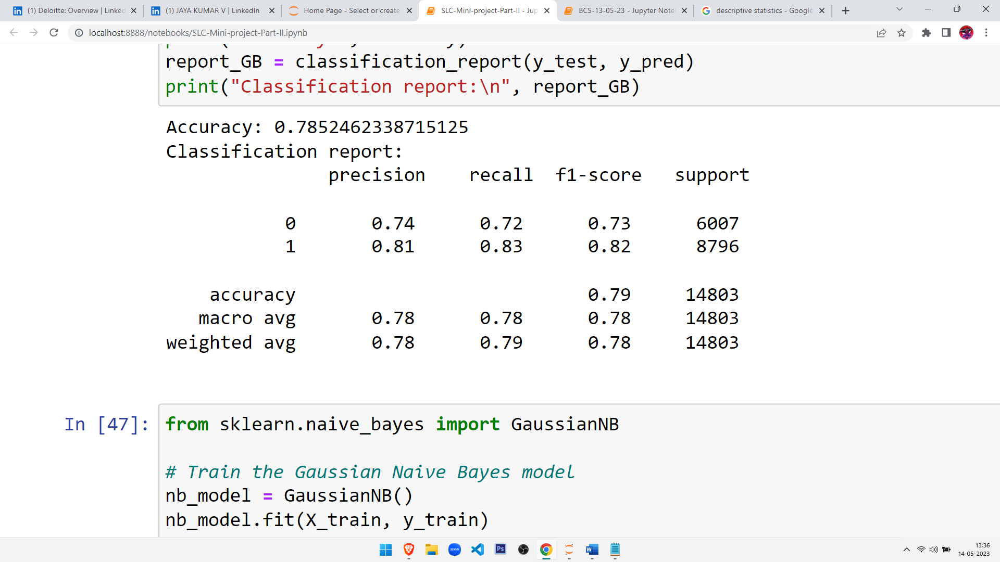 (1) Deloitte: Overview | Linked
(1) JAYA KUMAR V | LinkedIn
Home Page - Select or create
SLC-Mini-project-Part-II - Jup
BCS-13-05-23 - Jupyter Note
descriptive statistics - Google
localhost:8888/notebooks/SLC-Mini-project-Part-II.ipynb
report_GB = classification_report(y_test, y_pred)
print("Classification report:\n", report_GB)
Accuracy: 0.7852462338715125
Classification report:
precision recall f1-score support
0 0.74 0.72 0.73 6007
1 0.81 0.83 0.82 8796
accuracy 0.79 14803
macro avg 0.78 0.78 0.78 14803
weighted avg 0.78 0.79 0.78 14803
In [47]: from sklearn.naive_bayes import GaussianNB
# Train the Gaussian Naive Bayes model
nb_model = GaussianNB()
nb_model.fit(X_train, y_train)
zoom
Ps
W
13:36
14-05-2023